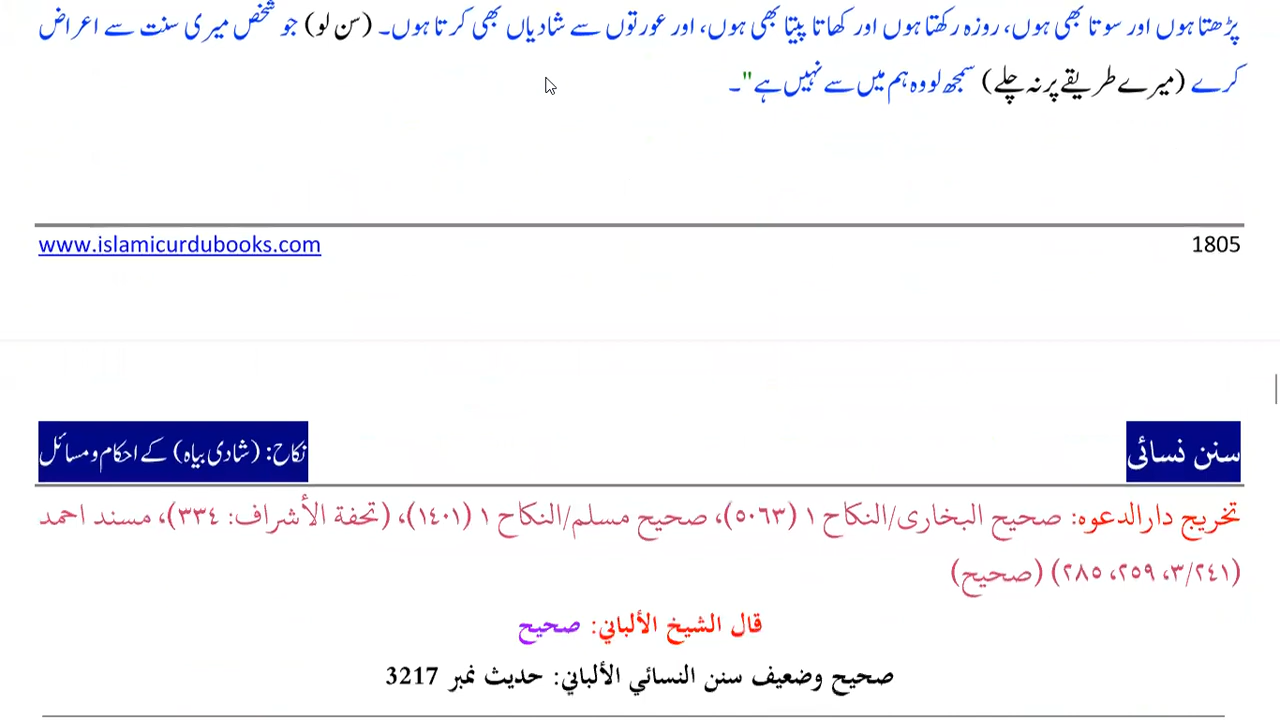 پڑھتا ہوں اور سوتا بھی ہوں، روزہ رکھتا ہوں اور کھاتا پیتا بھی ہوں، اور عورتوں سے شادیاں بھی کرتا ہوں۔ (سن لو) جو شخص میری سنت سے اعراض
کرے (میرے طریقے پر نہ چلے) سمجھ لو وہ ہم میں سے نہیں ہے"۔
www.islamicurdubooks.com 1805
سنن نسائی نکاح: (شادی بیاہ) کے احکام و مسائل
تخریج دارالدعوہ: صحیح البخاری/النکاح ۱ (۵۰۶۳)، صحیح مسلم/النکاح ۱ (۱۴۰۱)، (تحفة الأشراف: ۳۳۴)، مسند احمد
(۳/۲۴۱، ۲۵۹، ۲۸۵) (صحیح)
قال الشيخ الألباني: صحيح
صحيح وضعيف سنن النسائي الألباني: حديث نمبر 3217